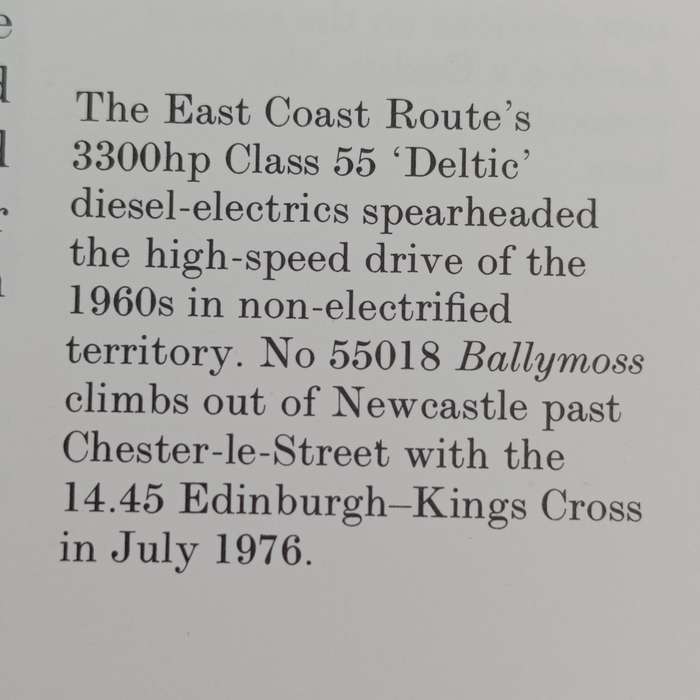 The East Coast Route's
3300hp Class 55 ‘Deltic’
diesel-electrics spearheaded
the high-speed drive of the
1960s in non-electrified
territory. No 55018 Ballymoss
climbs out of Newcastle past
Chester-le-Street with the
14.45 Edinburgh–Kings Cross
in July 1976.